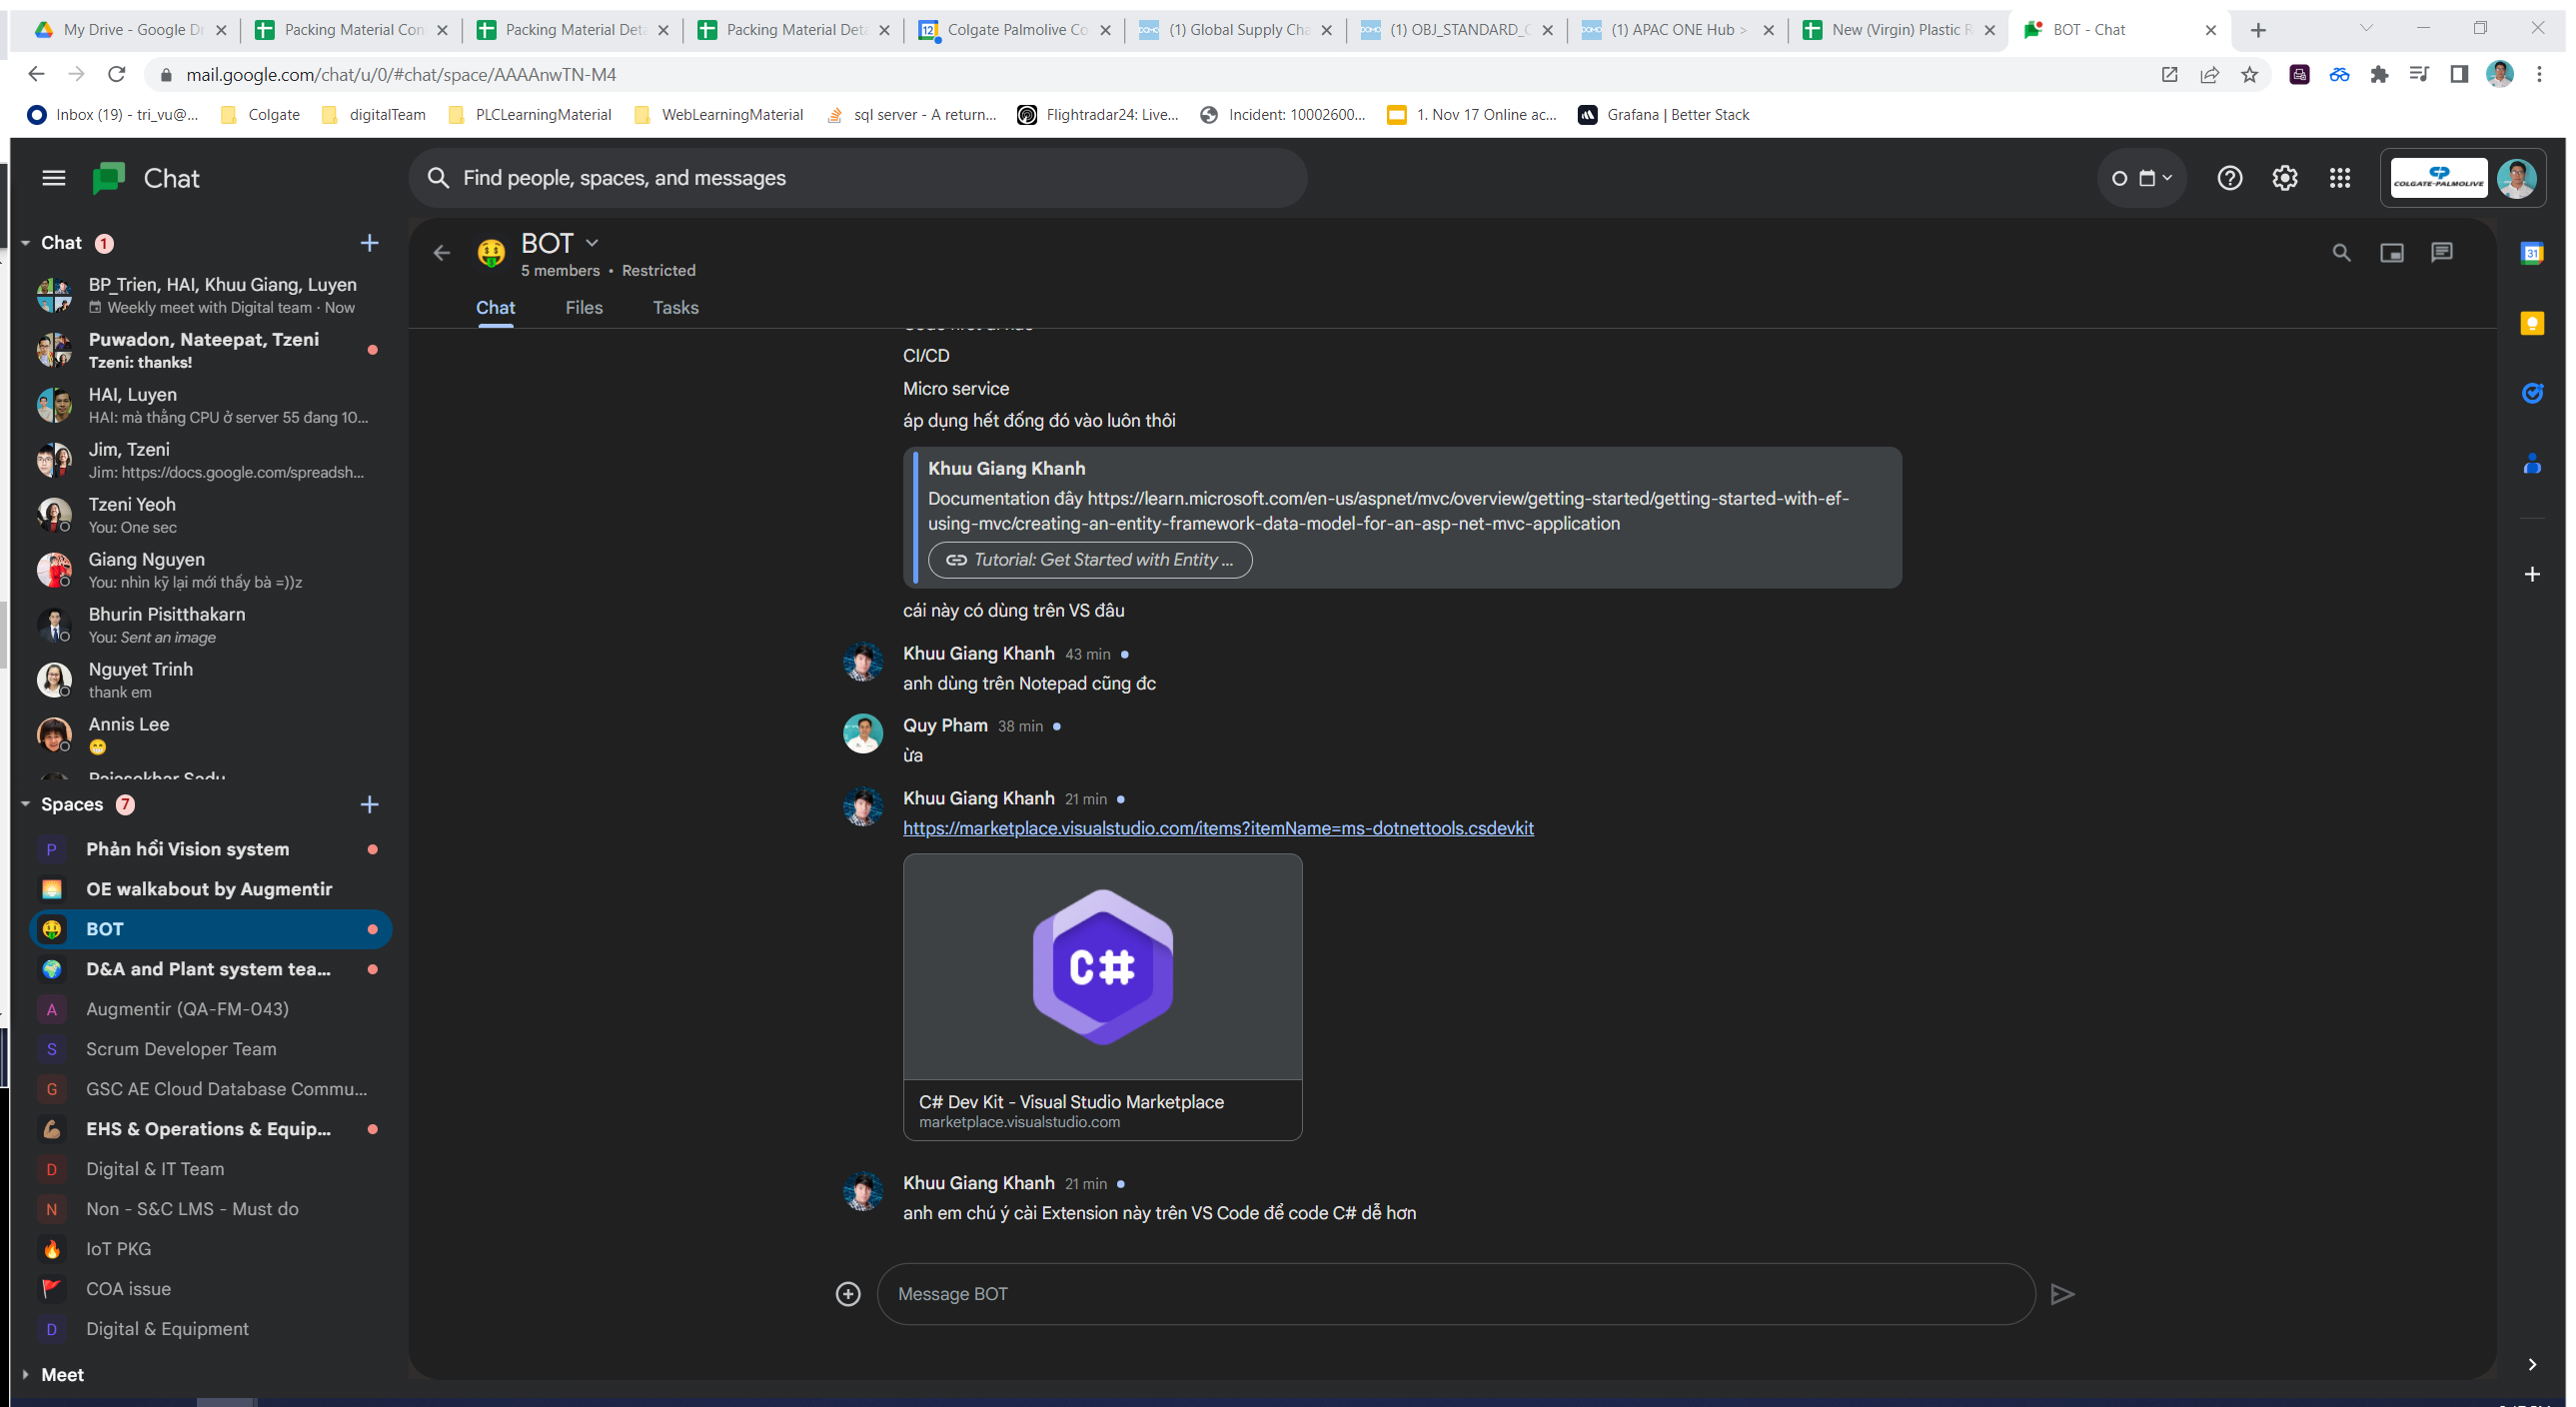 My Drive - Google Dr
Packing Material Con
Packing Material Deta
Packing Material Deta
Colgate Palmolive Co
(1) Global Supply Cha
(1) OBJ_STANDARD_C
(1) APAC ONE Hub >
New (Virgin) Plastic R
BOT - Chat
mail.google.com/chat/u/0/#chat/space/AAAAnwTN-M4
Inbox (19) - tri_vu@...
Colgate
digitalTeam
PLCLearningMaterial
WebLearningMaterial
sql server - A return...
Flightradar24: Live...
Incident: 10002600...
1. Nov 17 Online ac...
Grafana | Better Stack
Chat
Find people, spaces, and messages
COLGATE-PALMOLIVE
Chat 1
BP_Trien, HAI, Khuu Giang, Luyen
Weekly meet with Digital team · Now
Puwadon, Nateepat, Tzeni
Tzeni: thanks!
HAI, Luyen
HAI: mà thằng CPU ở server 55 đang 10...
Jim, Tzeni
Jim: https://docs.google.com/spreadsh...
Tzeni Yeoh
You: One sec
Giang Nguyen
You: nhìn kỹ lại mới thấy bà =))z
Bhurin Pisitthakarn
You: Sent an image
Nguyet Trinh
thank em
Annis Lee
Spaces 7
P Phản hồi Vision system
OE walkabout by Augmentir
BOT
D&A and Plant system tea...
A Augmentir (QA-FM-043)
S Scrum Developer Team
G GSC AE Cloud Database Commu...
EHS & Operations & Equip...
D Digital & IT Team
N Non - S&C LMS - Must do
IoT PKG
COA issue
D Digital & Equipment
Meet
BOT
5 members • Restricted
Chat Files Tasks
CI/CD
Micro service
áp dụng hết đống đó vào luôn thôi
Khuu Giang Khanh
Documentation đây https://learn.microsoft.com/en-us/aspnet/mvc/overview/getting-started/getting-started-with-ef-
using-mvc/creating-an-entity-framework-data-model-for-an-asp-net-mvc-application
Tutorial: Get Started with Entity ...
cái này có dùng trên VS đâu
Khuu Giang Khanh 43 min
anh dùng trên Notepad cũng đc
Quy Pham 38 min
ừa
Khuu Giang Khanh 21 min
https://marketplace.visualstudio.com/items?itemName=ms-dotnettools.csdevkit
C#
C# Dev Kit - Visual Studio Marketplace
marketplace.visualstudio.com
Khuu Giang Khanh 21 min
anh em chú ý cài Extension này trên VS Code để code C# dễ hơn
Message BOT
31